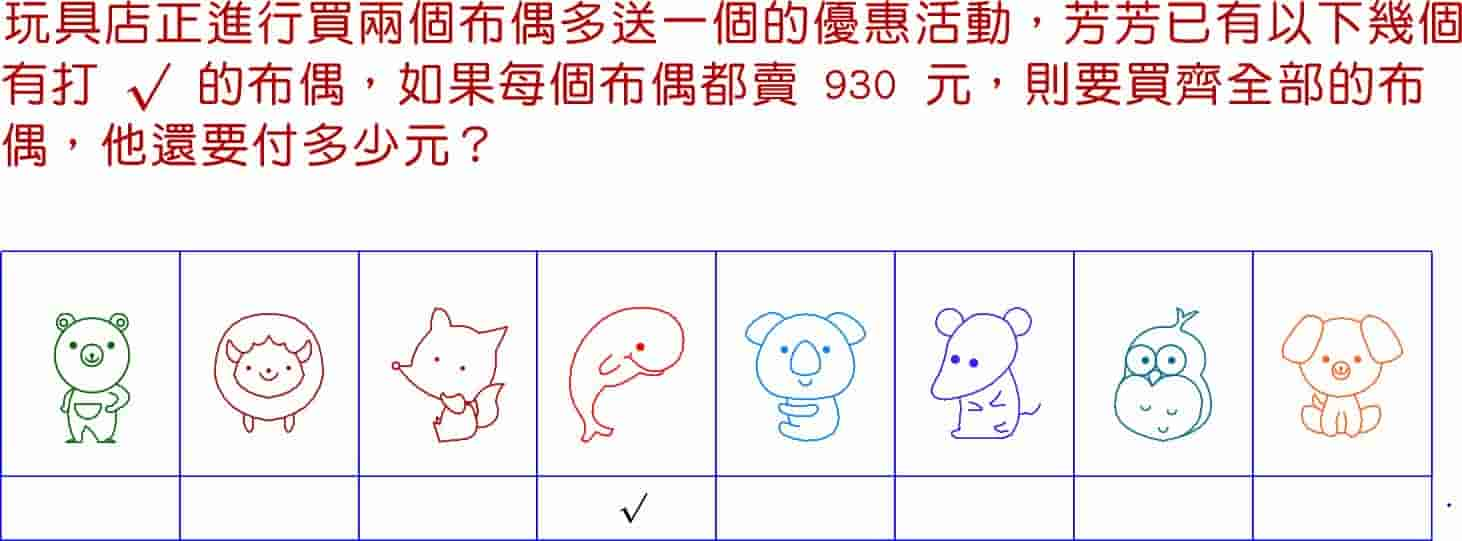 玩具店正進行買兩個布偶多送一個的優惠活動，芳芳已有以下幾個
有打 √ 的布偶，如果每個布偶都賣 930 元，則要買齊全部的布
偶，他還要付多少元？
√
.